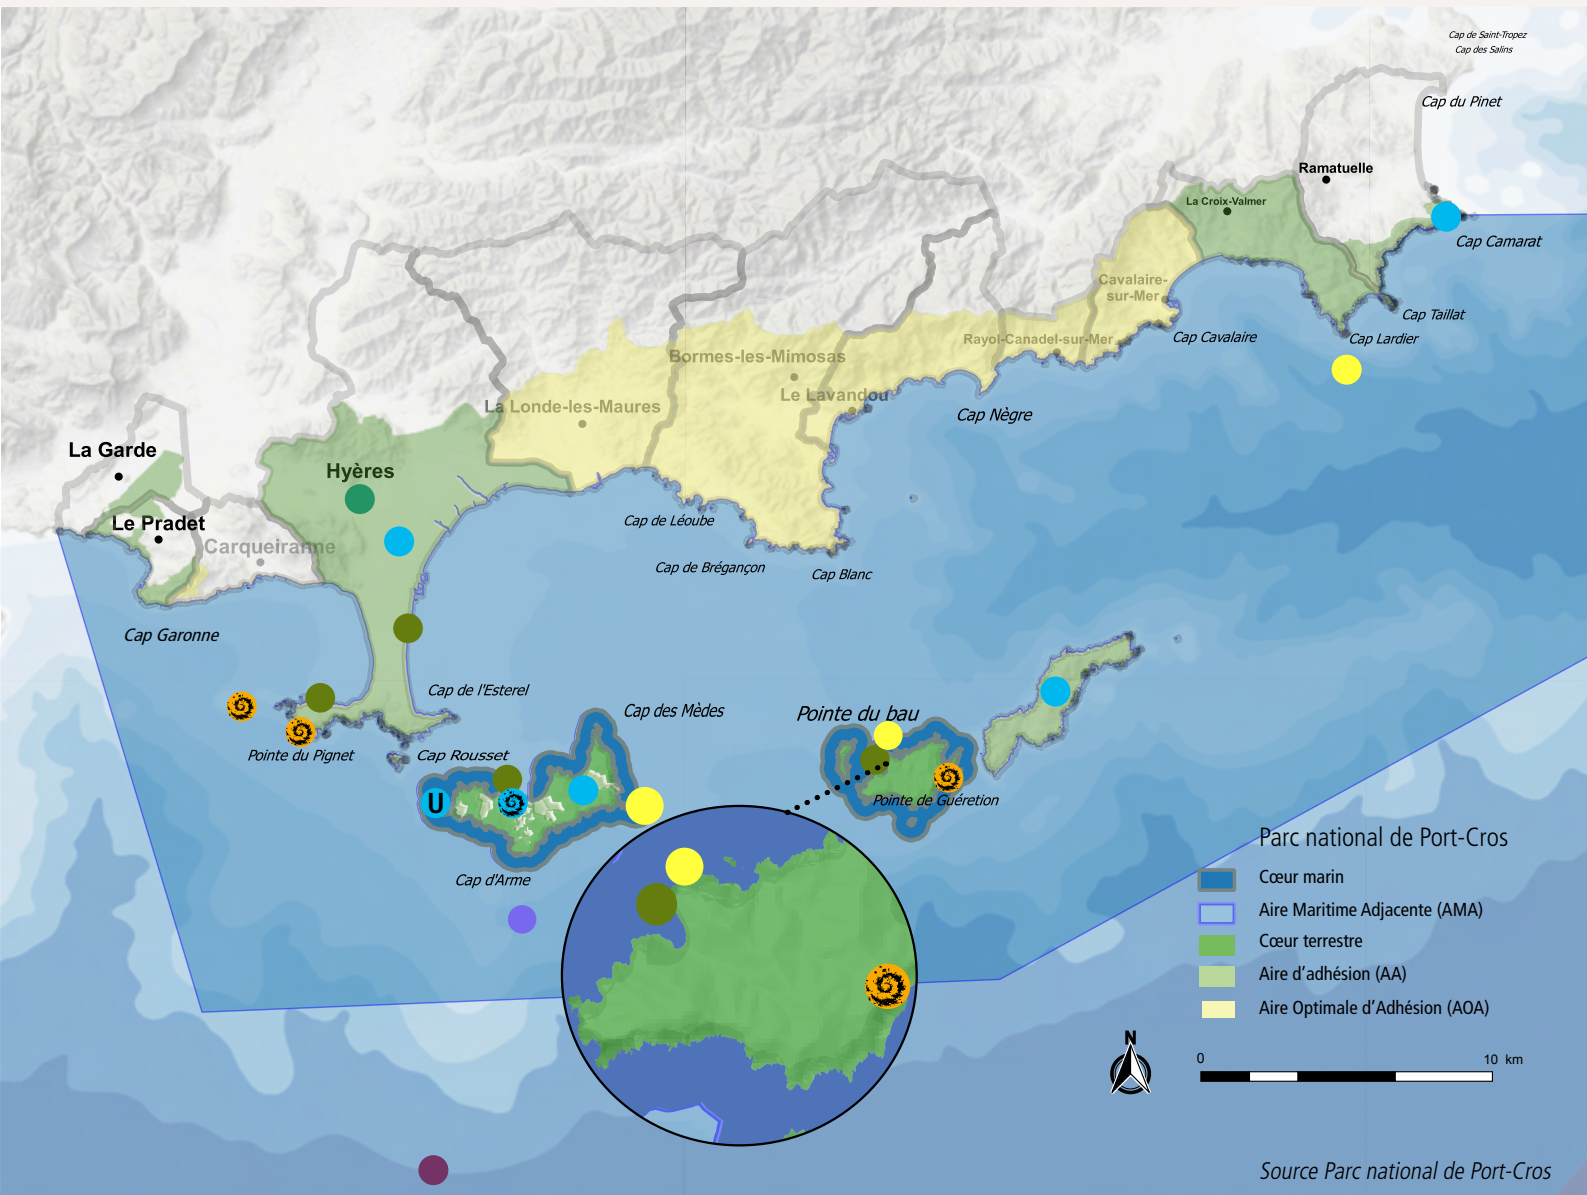 Cap de Saint-Tropez
Cap des Salins
Cap du Pinet
Ramatuelle
La Croix-Valmer
Cap Camarat
Cavalaire-
sur-Mer
Cap Taillat
Cap Cavalaire
Cap Lardier
Rayol-Canadel-sur-Mer
Bormes-les-Mimosas
Le Lavandou
La Londe-les-Maures
Cap Nègre
La Garde
Hyères
Le Pradet
Carqueiranne
Cap de Léoube
Cap de Brégançon
Cap Blanc
Cap Garonne
Cap de l'Esterel
Cap des Mèdes
Pointe du bau
Pointe du Pignet
Cap Rousset
U
Pointe de Guéretion
Cap d'Arme
Parc national de Port-Cros
Cœur marin
Aire Maritime Adjacente (AMA)
Cœur terrestre
Aire d'adhésion (AA)
Aire Optimale d'Adhésion (AOA)
N
0
10 km
Source Parc national de Port-Cros